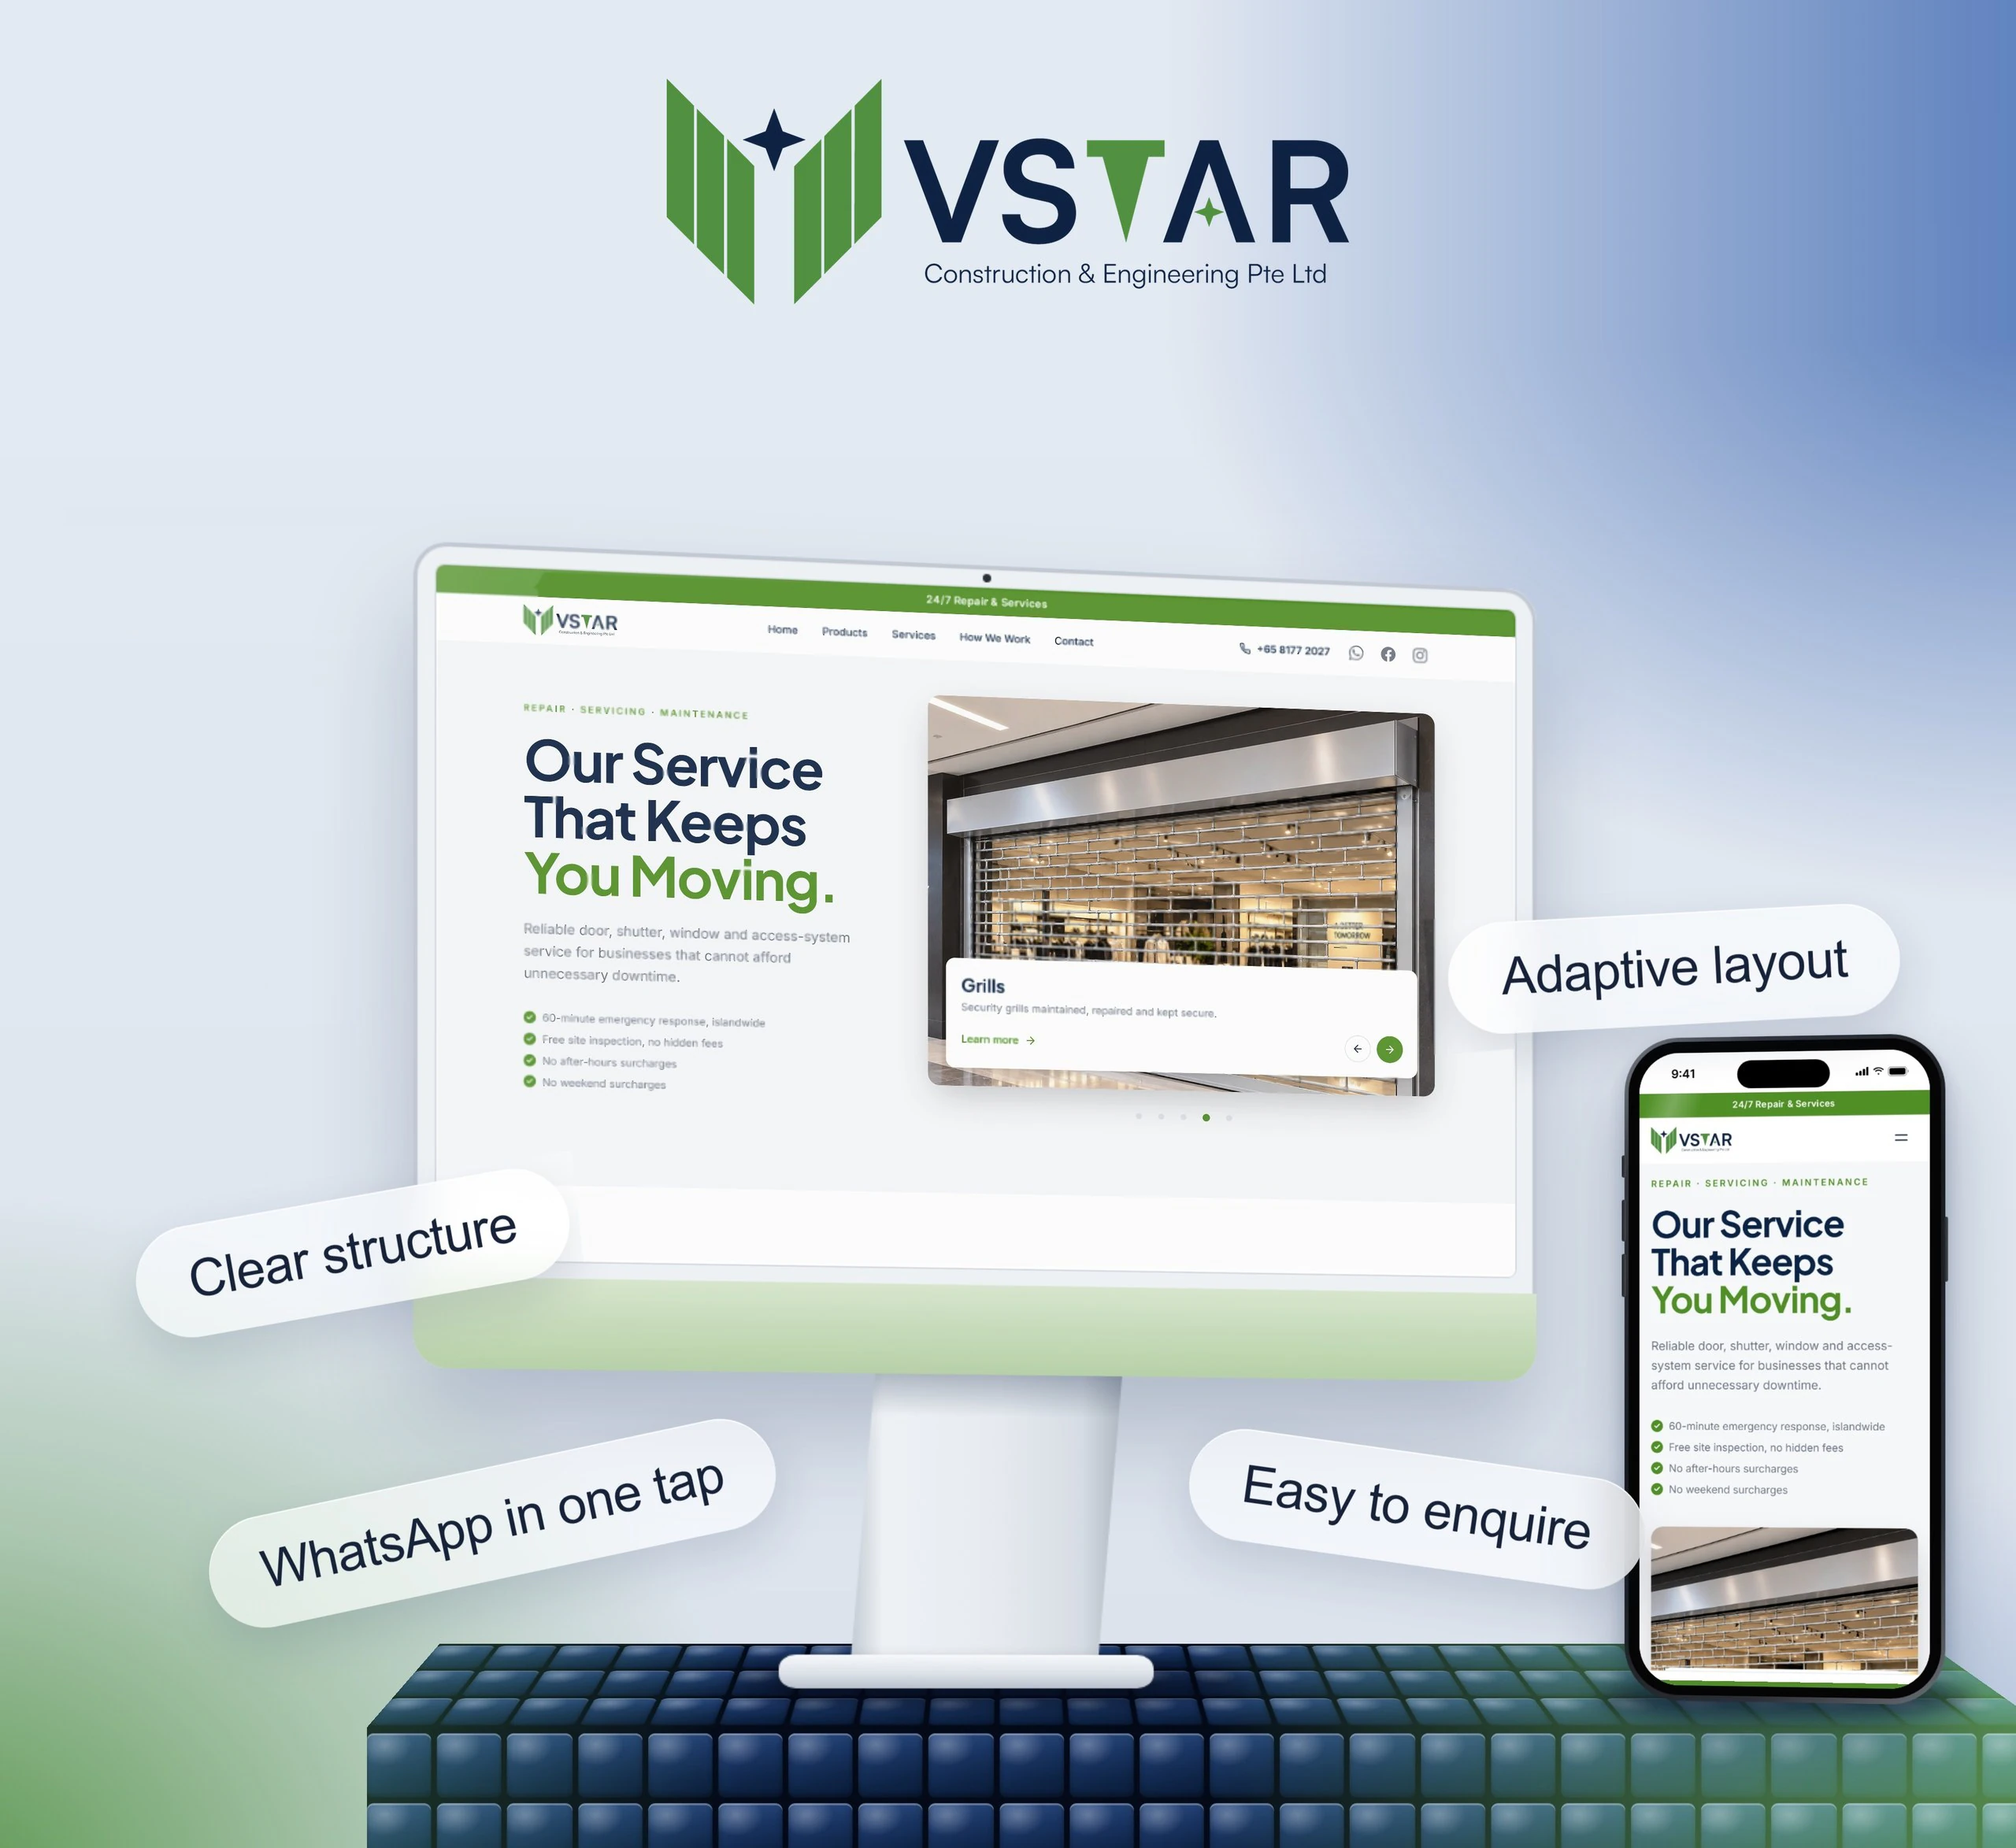 VSTAR
Construction & Engineering Pte Ltd
24/7 Repair & Services
VSTAR
Home Products Services How We Work Contact
+65 8177 2027
REPAIR · SERVICING · MAINTENANCE
Our Service
That Keeps
You Moving.
Reliable door, shutter, window and access-system
service for businesses that cannot afford
unnecessary downtime.
60-minute emergency response, islandwide
Free site inspection, no hidden fees
No after-hours surcharges
No weekend surcharges
TOMORROW
Grills
Security grills maintained, repaired and kept secure.
Learn more →
Adaptive layout
Clear structure
WhatsApp in one tap
Easy to enquire
9:41
24/7 Repair & Services
VSTAR
REPAIR · SERVICING · MAINTENANCE
Our Service
That Keeps
You Moving.
Reliable door, shutter, window and access-
system service for businesses that cannot
afford unnecessary downtime.
60-minute emergency response, islandwide
Free site inspection, no hidden fees
No after-hours surcharges
No weekend surcharges